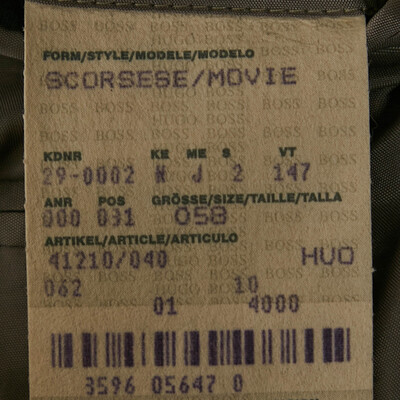 FORM/STYLE/MODELE/MODELO
SCORSESE/MOVIE
KDNR KE ME S VT
29-0002 N J 2 147
ANR POS GRÖSSE/SIZE/TAILLE/TALLA
000 031 058
ARTIKEL/ARTICLE/ARTICULO
41210/040 HUO
062 10
01 4000
3596 05647 0